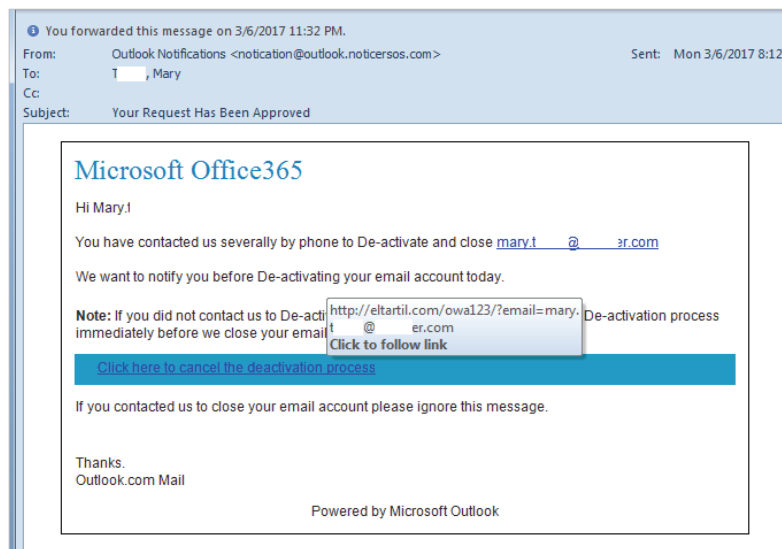 You forwarded this message on 3/6/2017 11:32 PM.
From: Outlook Notifications <notication@outlook.noticersos.com> Sent: Mon 3/6/2017 8:12
To: T , Mary
Cc:
Subject: Your Request Has Been Approved
Microsoft Office365
Hi Mary.t
You have contacted us severally by phone to De-activate and close mary.t @ er.com
We want to notify you before De-activating your email account today.
Note: If you did not contact us to De-acti De-activation process
immediately before we close your email
http://eltartil.com/owa123/?email=mary.
t @ er.com
Click to follow link
Click here to cancel the deactivation process
If you contacted us to close your email account please ignore this message.
Thanks.
Outlook.com Mail
Powered by Microsoft Outlook